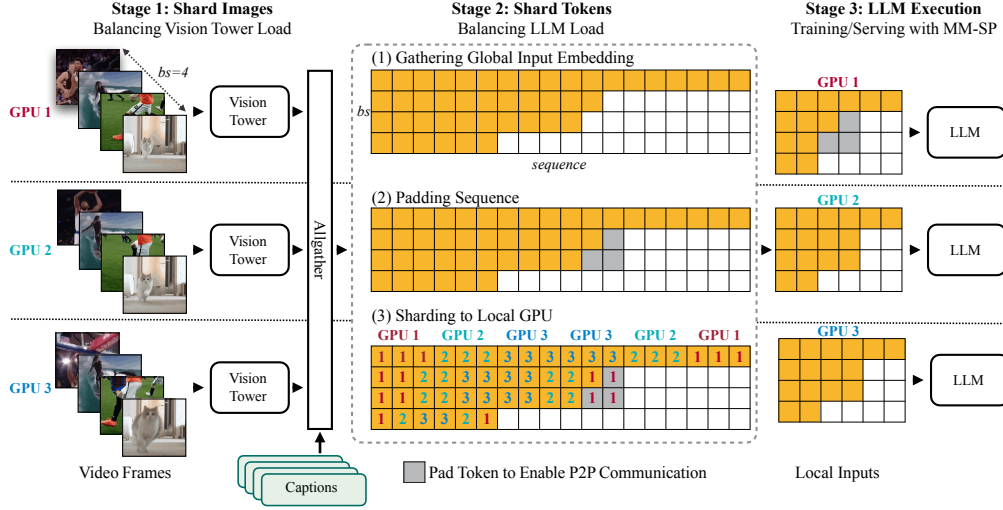 Stage 1: Shard Images
Balancing Vision Tower Load
Stage 2: Shard Tokens
Balancing LLM Load
Stage 3: LLM Execution
Training/Serving with MM-SP
bs=4
GPU 1
Vision
Tower
GPU 2
Vision
Tower
GPU 3
Vision
Tower
Video Frames
Allgather
Captions
(1) Gathering Global Input Embedding
bs
sequence
(2) Padding Sequence
(3) Sharding to Local GPU
GPU 1 GPU 2 GPU 3 GPU 3 GPU 2 GPU 1
1 1 1 2 2 2 3 3 3 3 3 3 2 2 2 1 1 1
1 1 2 2 3 3 3 3 2 2 1 1
1 1 2 2 3 3 3 3 2 2 1 1
1 2 3 3 2 1
Pad Token to Enable P2P Communication
GPU 1
LLM
GPU 2
LLM
GPU 3
LLM
Local Inputs